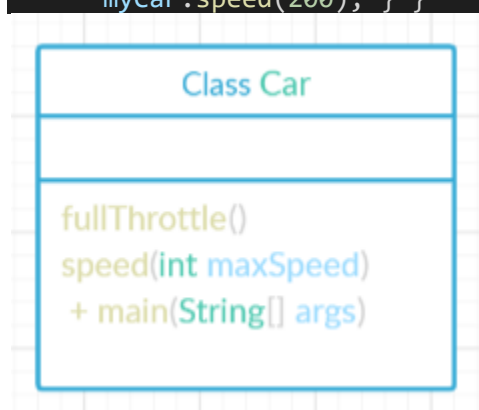 myCar.speed(200); } }
Class Car
fullThrottle()
speed(int maxSpeed)
+ main(String[] args)